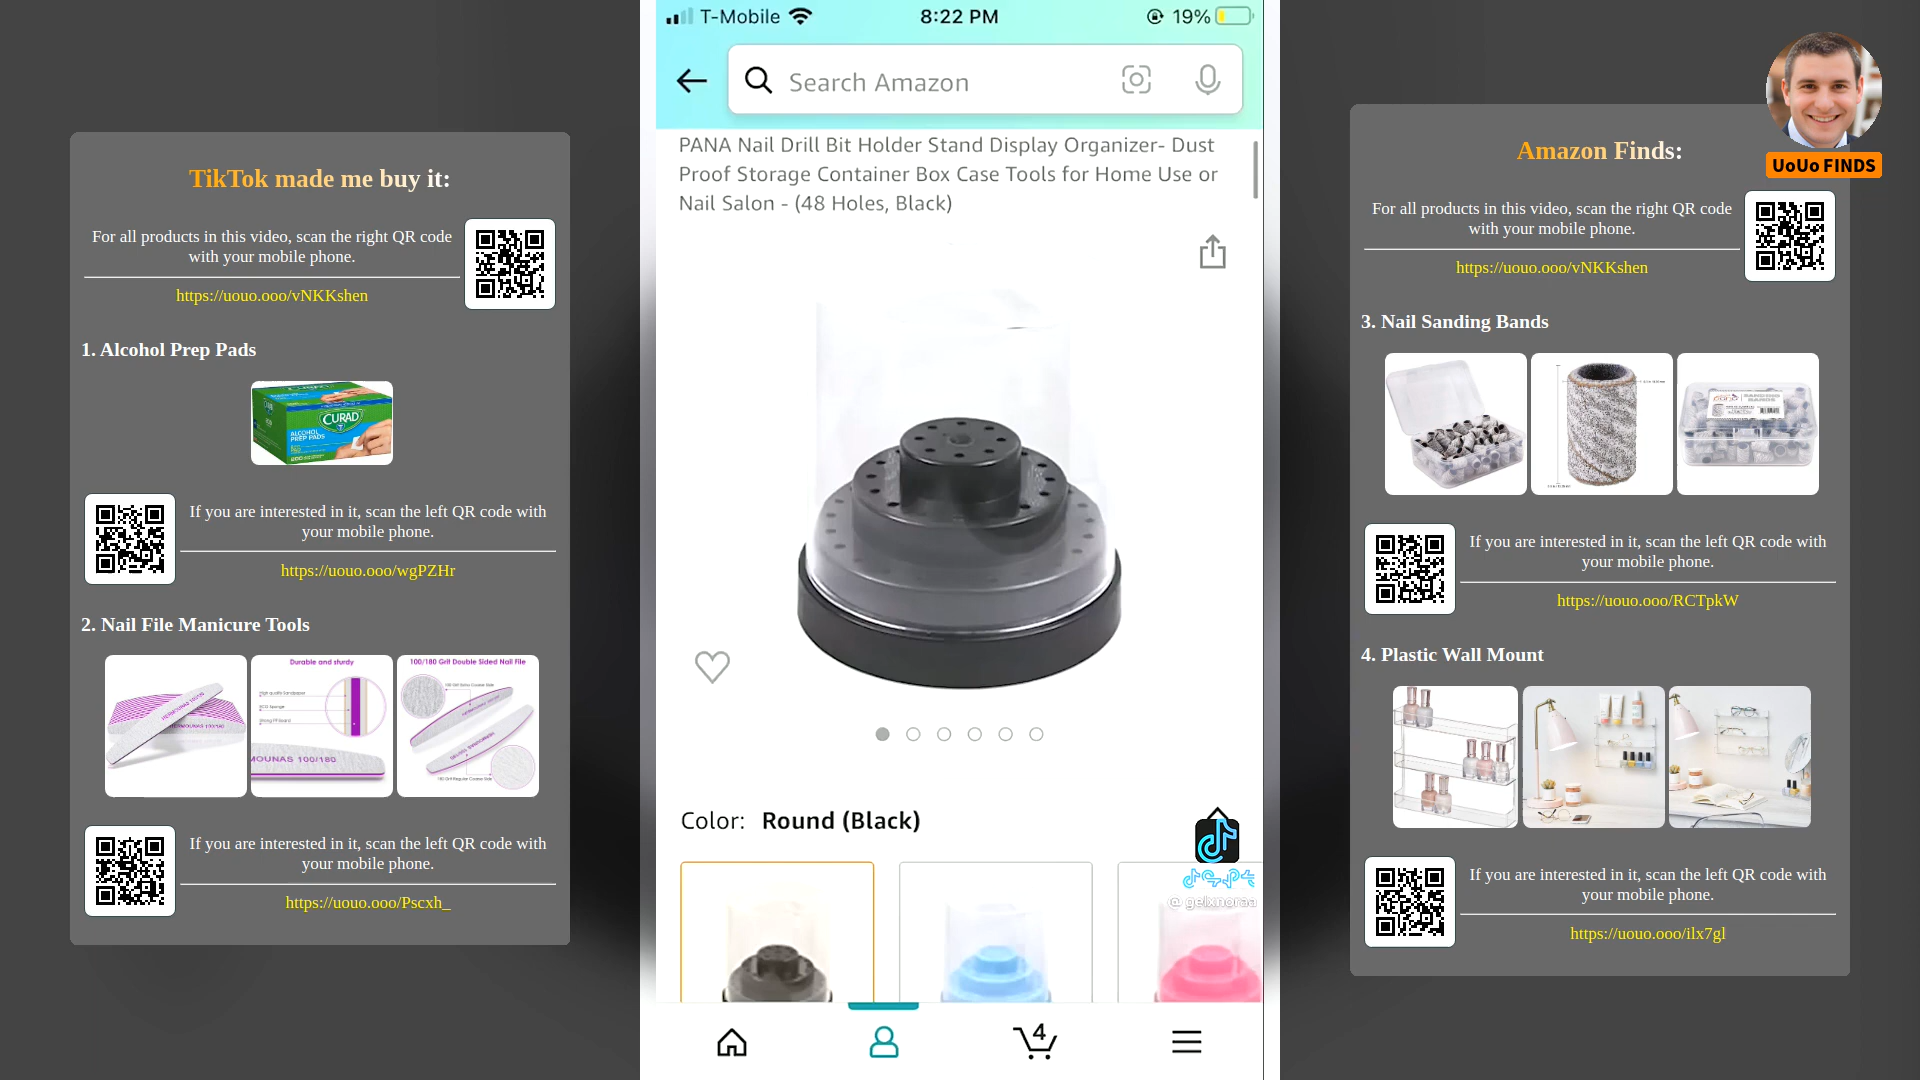 T-Mobile
8:22 PM
19%
Search Amazon
PANA Nail Drill Bit Holder Stand Display Organizer- Dust
Proof Storage Container Box Case Tools for Home Use or
Nail Salon - (48 Holes, Black)
Color: Round (Black)
@ gelxnoraa
4
TikTok made me buy it:
For all products in this video, scan the right QR code
with your mobile phone.
https://uouo.ooo/vNKKshen
1. Alcohol Prep Pads
CURAD
ALCOHOL
PREP PADS
If you are interested in it, scan the left QR code with
your mobile phone.
https://uouo.ooo/wgPZHr
2. Nail File Manicure Tools
Durable and sturdy
MOUNAS 100/180
100/180 Grit Double Sided Nail File
If you are interested in it, scan the left QR code with
your mobile phone.
https://uouo.ooo/Pscxh_
UoUo FINDS
Amazon Finds:
For all products in this video, scan the right QR code
with your mobile phone.
https://uouo.ooo/vNKKshen
3. Nail Sanding Bands
If you are interested in it, scan the left QR code with
your mobile phone.
https://uouo.ooo/RCTpkW
4. Plastic Wall Mount
If you are interested in it, scan the left QR code with
your mobile phone.
https://uouo.ooo/ilx7gl